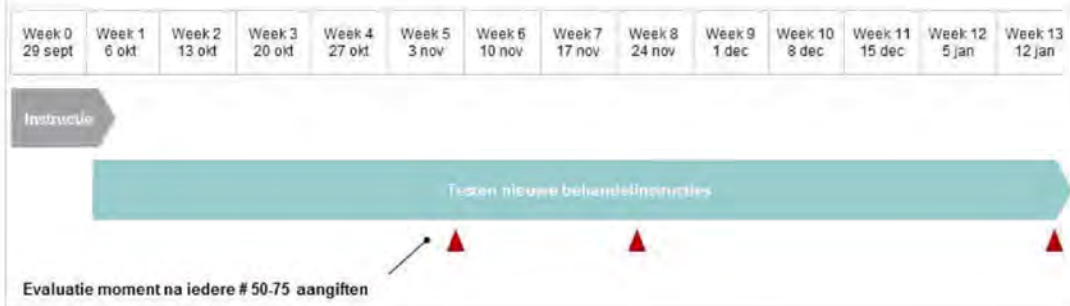 Week 0 Week 1 Week 2 Week 3 Week 4 Week 5 Week 6 Week 7 Week 8 Week 9 Week 10 Week 11 Week 12 Week 13
29 sept 6 okt 13 okt 20 okt 27 okt 3 nov 10 nov 17 nov 24 nov 1 dec 8 dec 15 dec 5 jan 12 jan
Instructie
Testen nieuwe behandelinstructies
Evaluatie moment na iedere # 50-75 aangiften